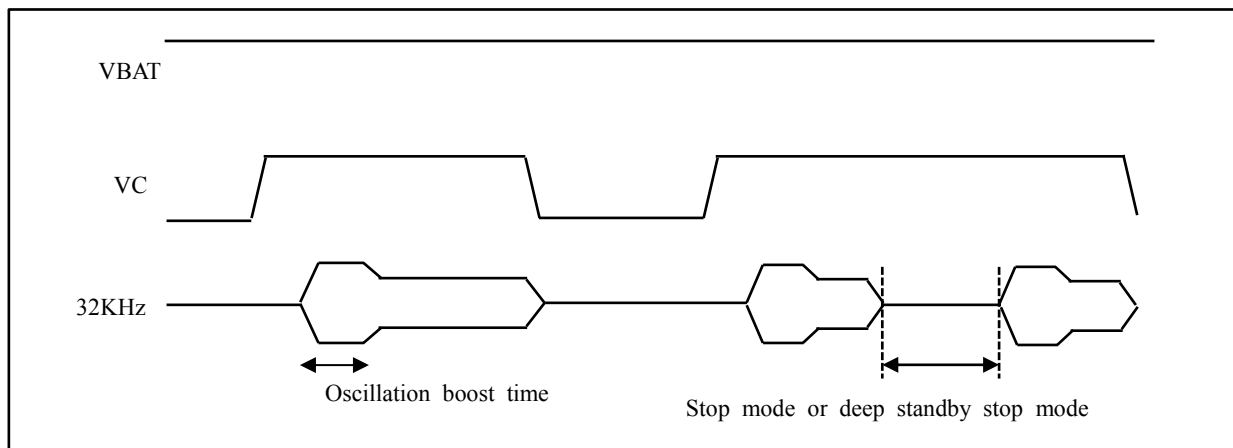 VBAT
VC
32KHz
Oscillation boost time
Stop mode or deep standby stop mode